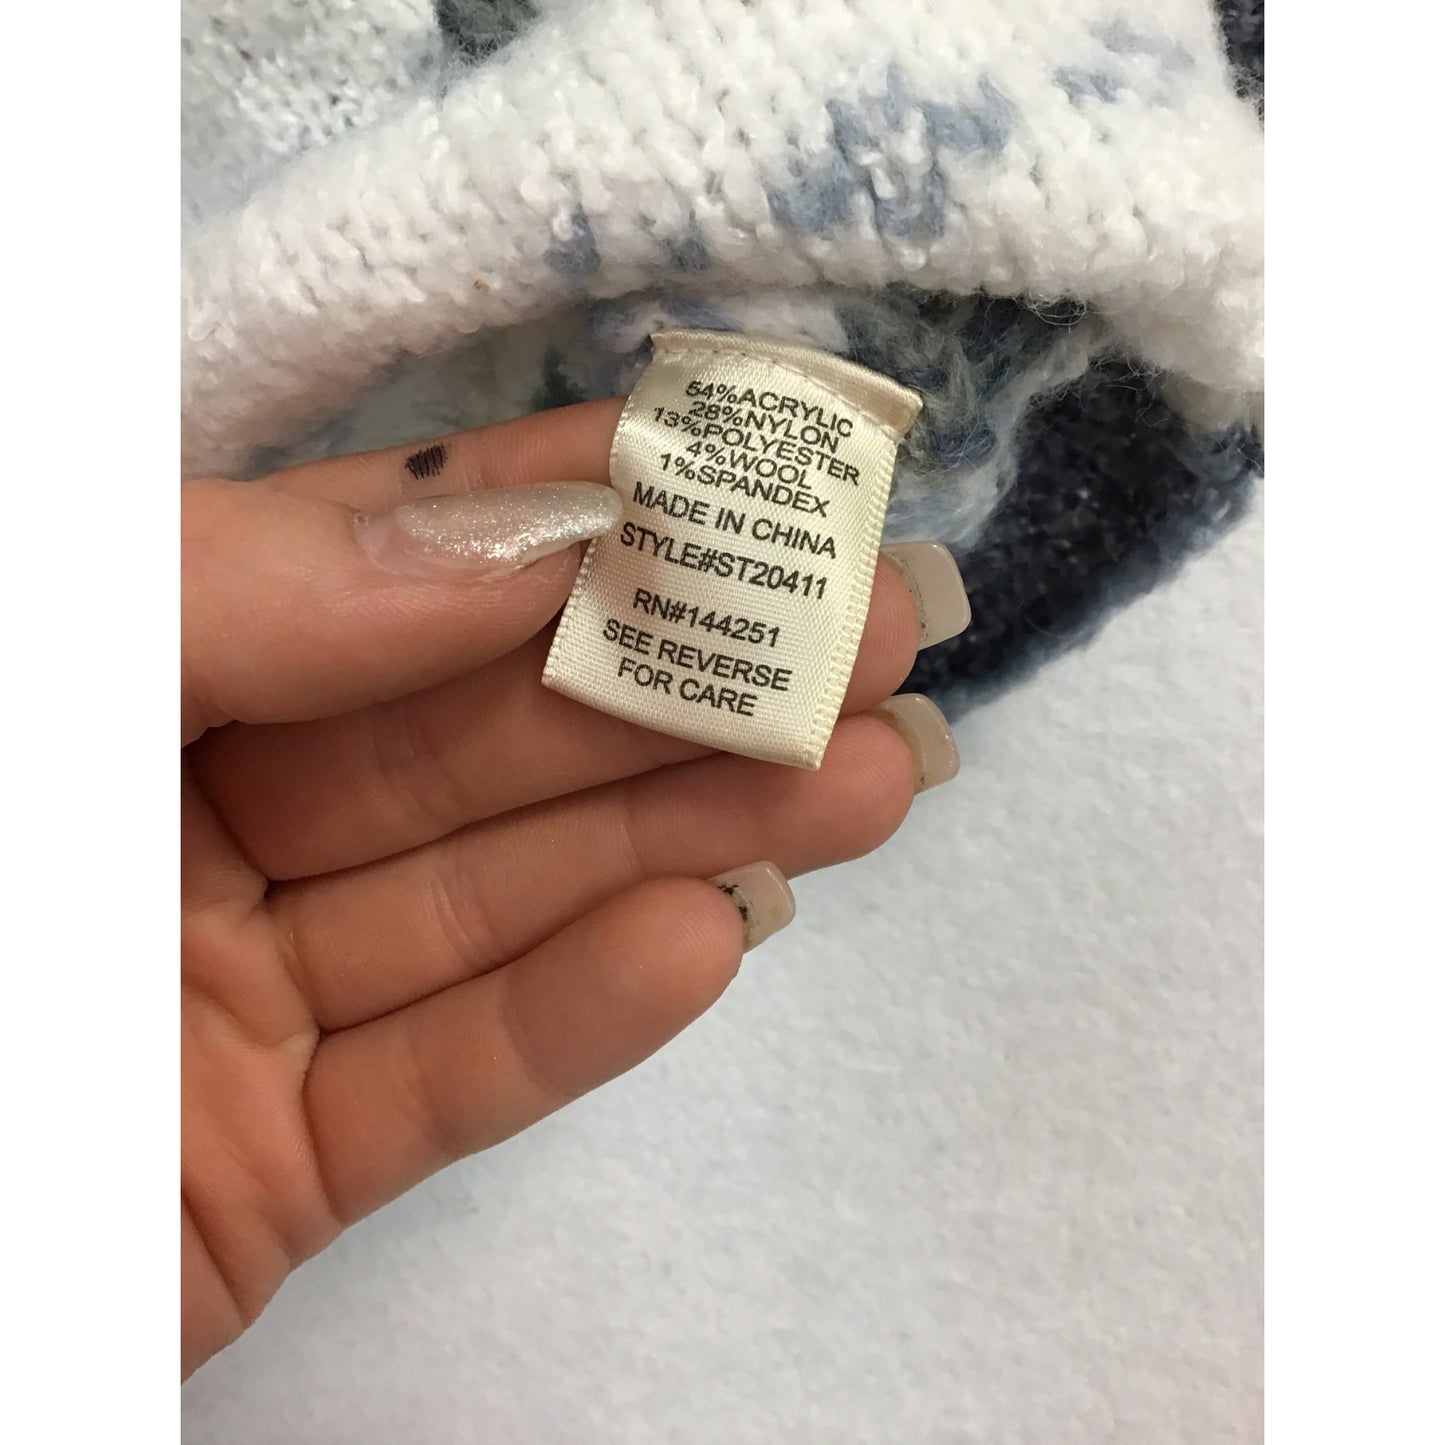 54%ACRYLIC
28%NYLON
13%POLYESTER
4%WOOL
1%SPANDEX
MADE IN CHINA
STYLE#ST20411
RN#144251
SEE REVERSE
FOR CARE